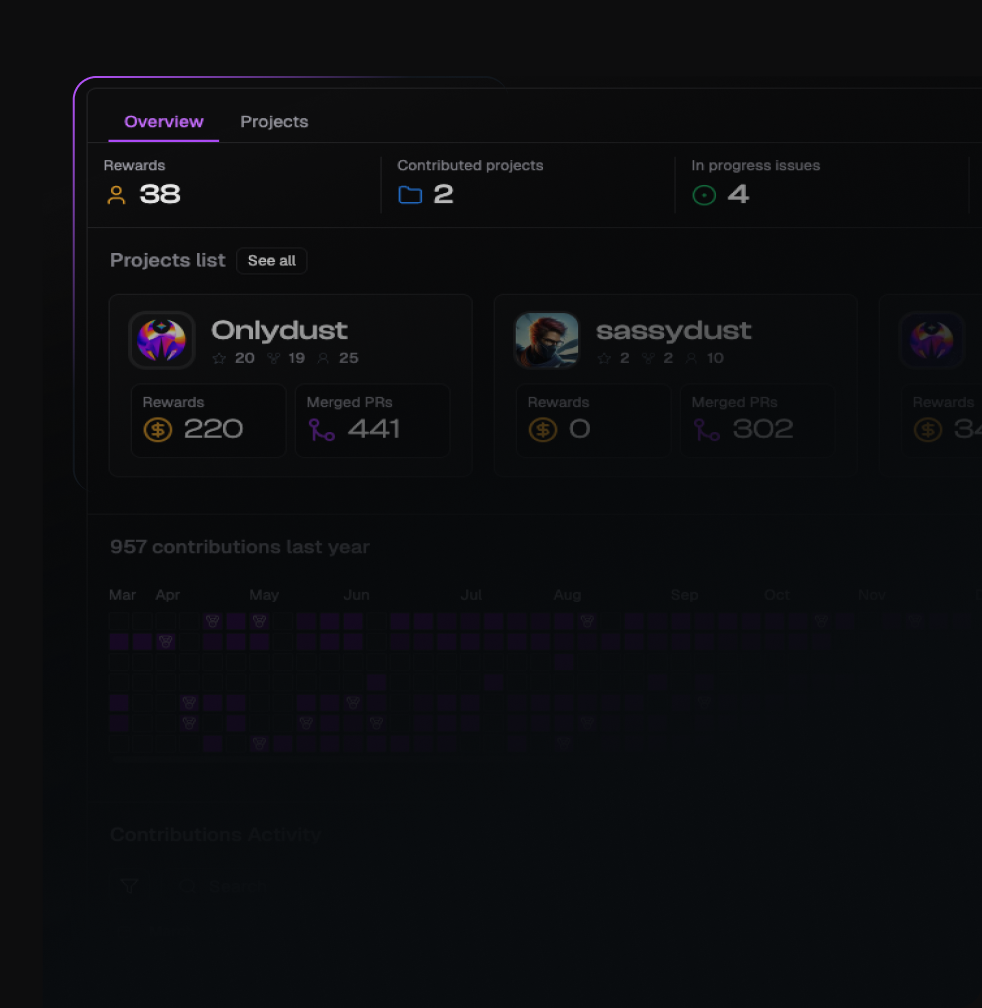 Overview Projects
Rewards Contributed projects In progress issues
38 2 4
Projects list See all
Onlydust
20 19 25
Rewards Merged PRs
220 441
sassydust
2 2 10
Rewards Merged PRs
0 302
Rewards
957 contributions last year
Mar Apr May Jun Jul Aug Sep Oct Nov
Contributions Activity